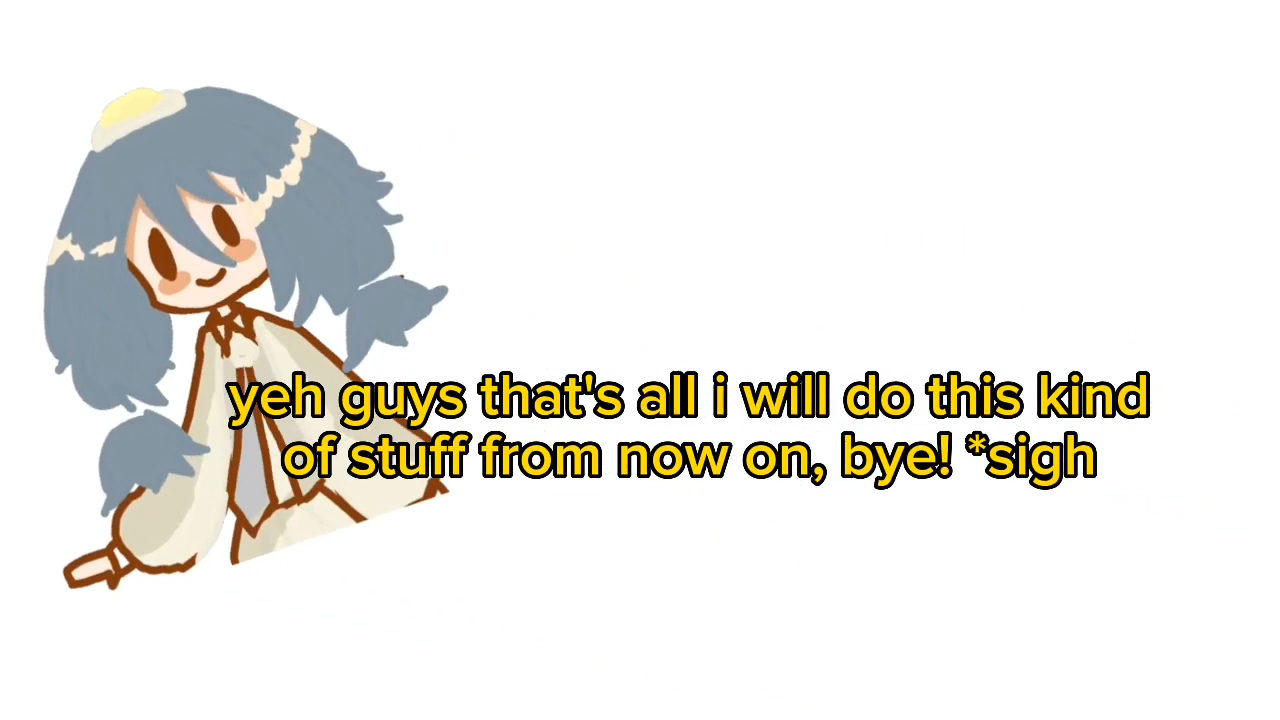 yeh guys that's all i will do this kind
of stuff from now on, bye! *sigh